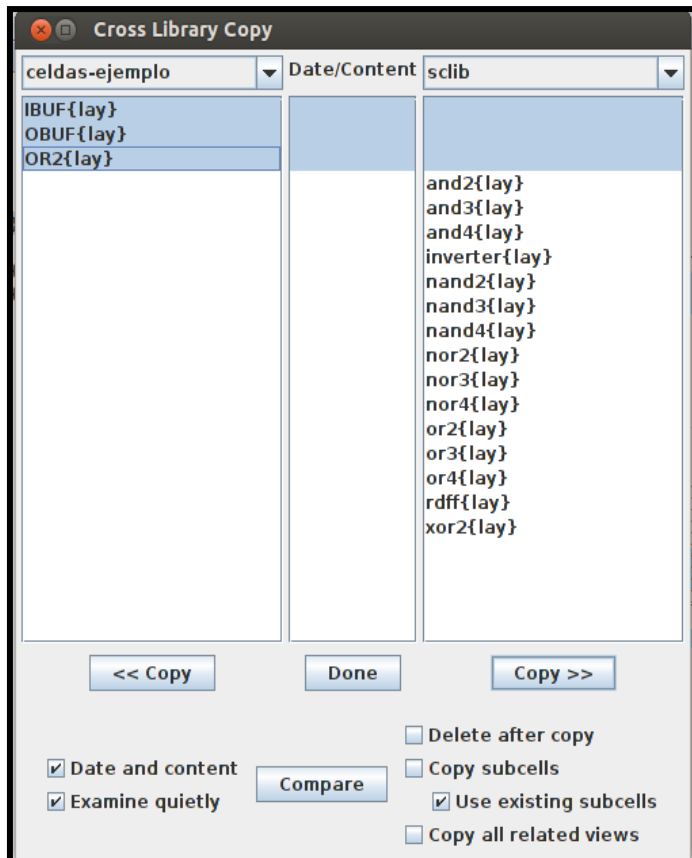 Cross Library Copy
celdas-ejemplo Date/Content sclib
IBUF{lay}
OBUF{lay}
OR2{lay}
and2{lay}
and3{lay}
and4{lay}
inverter{lay}
nand2{lay}
nand3{lay}
nand4{lay}
nor2{lay}
nor3{lay}
nor4{lay}
or2{lay}
or3{lay}
or4{lay}
rdff{lay}
xor2{lay}
<< Copy Done Copy >>
Delete after copy
Date and content Compare Copy subcells
Examine quietly Use existing subcells
Copy all related views